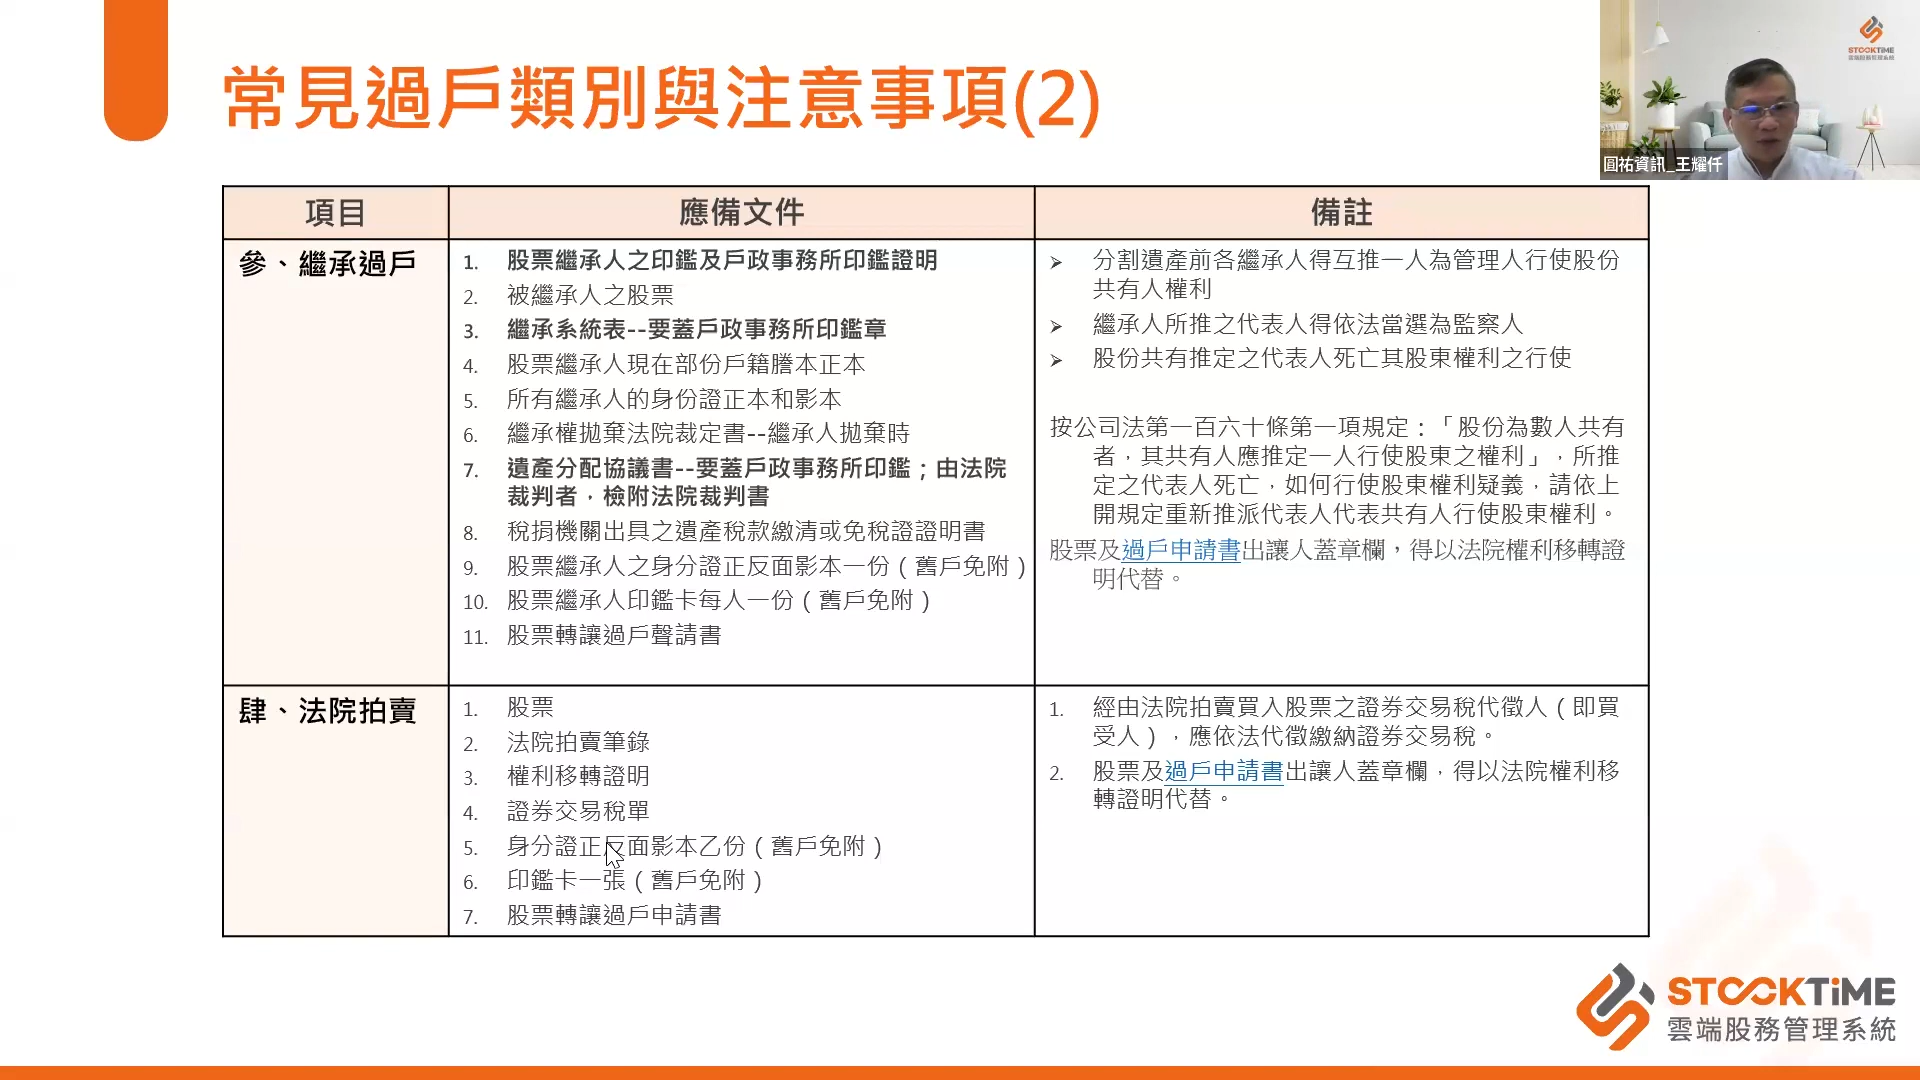 常見過戶類別與注意事項(2)
STOCKTIME
雲端股務管理系統
圓祐資訊_王耀仟
項目
應備文件
備註
參、繼承過戶
1. 股票繼承人之印鑑及戶政事務所印鑑證明
2. 被繼承人之股票
3. 繼承系統表--要蓋戶政事務所印鑑章
4. 股票繼承人現在部份戶籍謄本正本
5. 所有繼承人的身份證正本和影本
6. 繼承權拋棄法院裁定書--繼承人拋棄時
7. 遺產分配協議書--要蓋戶政事務所印鑑；由法院
裁判者，檢附法院裁判書
8. 稅捐機關出具之遺產稅款繳清或免稅證證明書
9. 股票繼承人之身分證正反面影本一份（舊戶免附）
10. 股票繼承人印鑑卡每人一份（舊戶免附）
11. 股票轉讓過戶聲請書
➢ 分割遺產前各繼承人得互推一人為管理人行使股份
共有人權利
➢ 繼承人所推之代表人得依法當選為監察人
➢ 股份共有推定之代表人死亡其股東權利之行使
按公司法第一百六十條第一項規定：「股份為數人共有
者，其共有人應推定一人行使股東之權利」，所推
定之代表人死亡，如何行使股東權利疑義，請依上
開規定重新推派代表人代表共有人行使股東權利。
股票及過戶申請書出讓人蓋章欄，得以法院權利移轉證
明代替。
肆、法院拍賣
1. 股票
2. 法院拍賣筆錄
3. 權利移轉證明
4. 證券交易稅單
5. 身分證正反面影本乙份（舊戶免附）
6. 印鑑卡一張（舊戶免附）
7. 股票轉讓過戶申請書
1. 經由法院拍賣買入股票之證券交易稅代徵人（即買
受人），應依法代徵繳納證券交易稅。
2. 股票及過戶申請書出讓人蓋章欄，得以法院權利移
轉證明代替。
STOCKTiME
雲端股務管理系統